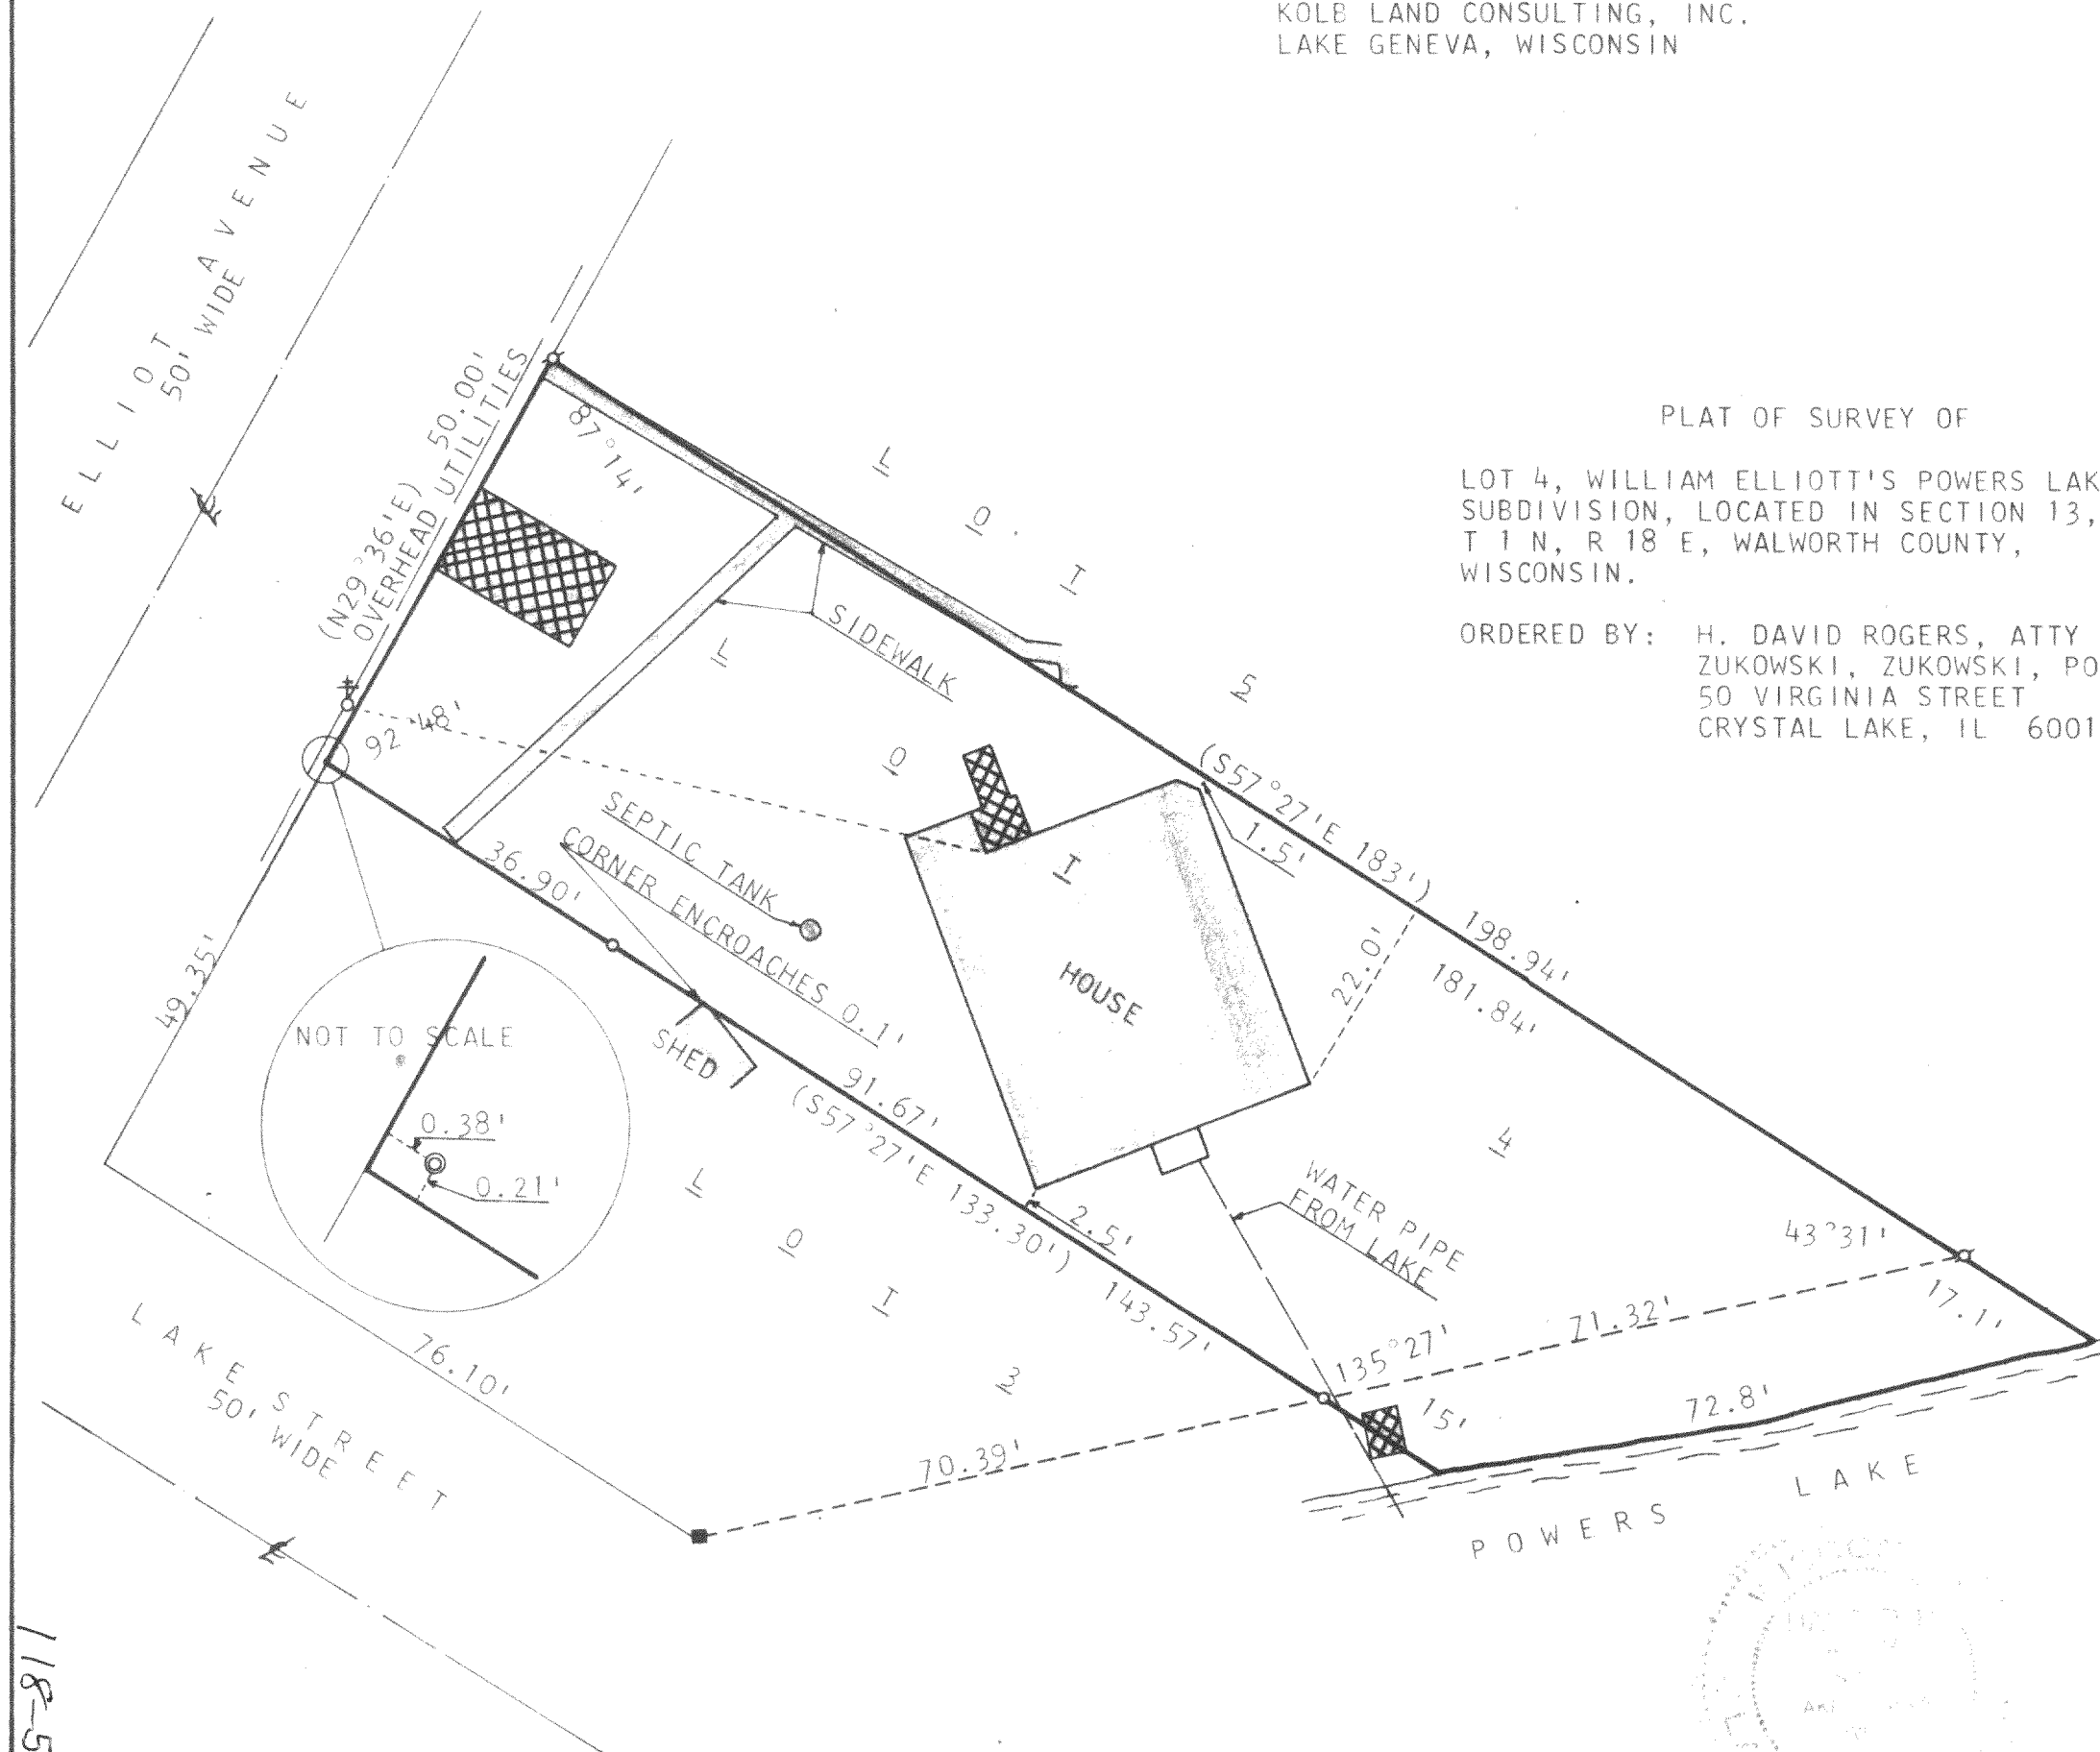 KOLB LAND CONSULTING, INC.
LAKE GENEVA, WISCONSIN
ELLIOT AVENUE
50' WIDE
PLAT OF SURVEY OF
LOT 4, WILLIAM ELLIOTT'S POWERS LAK
SUBDIVISION, LOCATED IN SECTION 13,
T 1 N, R 18 E, WALWORTH COUNTY,
WISCONSIN.
ORDERED BY: H. DAVID ROGERS, ATTY
ZUKOWSKI, ZUKOWSKI, PO
50 VIRGINIA STREET
CRYSTAL LAKE, IL 6001
(N29°36'E) 50.00'
OVERHEAD UTILITIES
87°14'
LOT
5
SIDEWALK
LOT
4
92 48'
(S57°27'E 183')
198.94'
181.84'
1.5'
22.0'
SEPTIC TANK
CORNER ENCROACHES 0.1'
36.90'
HOUSE
SHED
91.67'
(S57°27'E 133.30')
143.57'
2.5'
49.35'
NOT TO SCALE
0.38'
0.21'
LOT
3
WATER PIPE
FROM LAKE
43°31'
17.1'
71.32'
135°27'
15'
72.8'
70.39'
76.10'
LAKE STREET
50' WIDE
POWERS LAKE
118-5